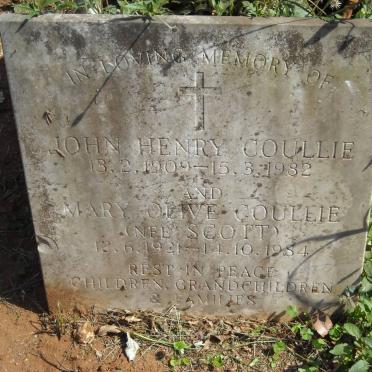 IN LOVING MEMORY OF
JOHN HENRY COULLIE
13.2.1909-15.3.1982
AND
MARY OLIVE COULLIE
(NEE SCOTT)
12.6.1921-14.10.1984
REST IN PEACE
CHILDREN, GRANDCHILDREN
& FAMILIES